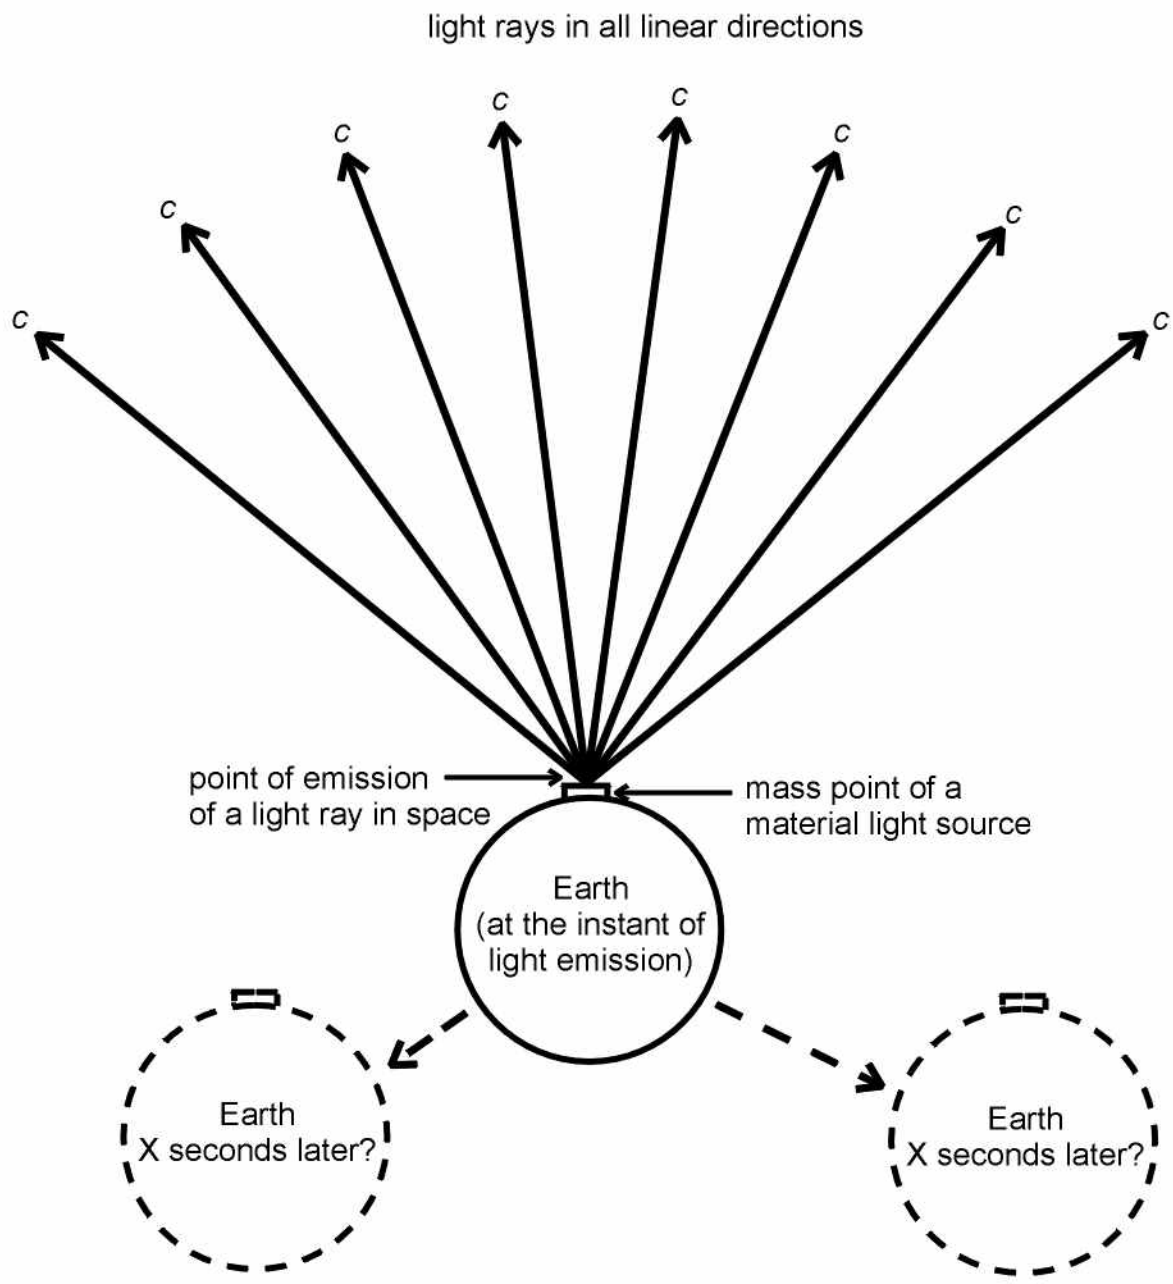 light rays in all linear directions
c
c
c
c
c
c
c
c
point of emission
of a light ray in space
mass point of a
material light source
Earth
(at the instant of
light emission)
Earth
X seconds later?
Earth
X seconds later?